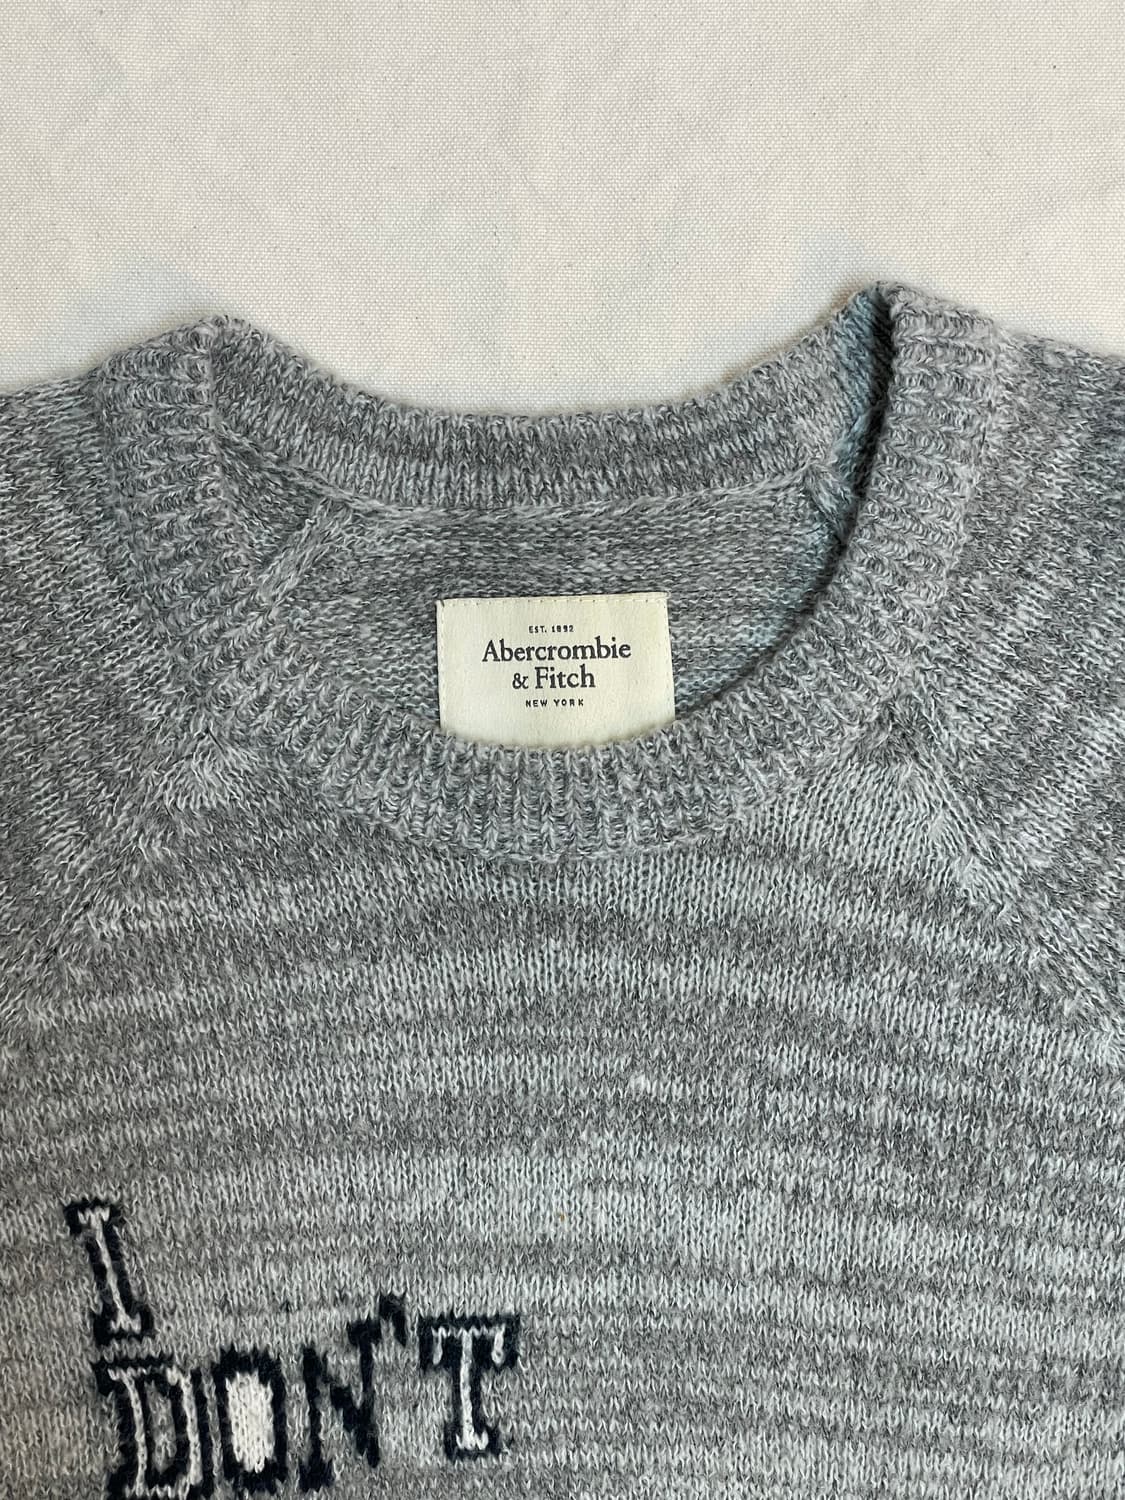 EST. 1892
Abercrombie
& Fitch
NEW YORK
I
DON'T